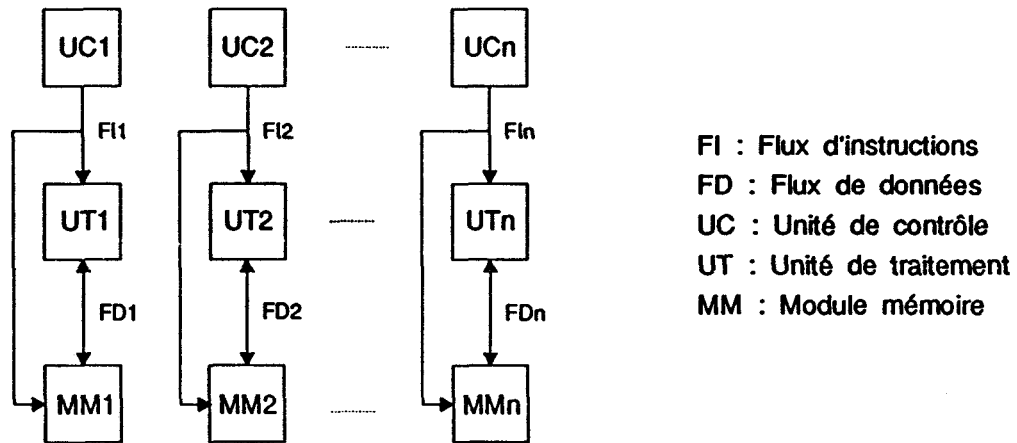 UC1 UC2 UCn
FI1 FI2 FIn
UT1 UT2 UTn
FD1 FD2 FDn
MM1 MM2 MMn
FI : Flux d'instructions
FD : Flux de données
UC : Unité de contrôle
UT : Unité de traitement
MM : Module mémoire